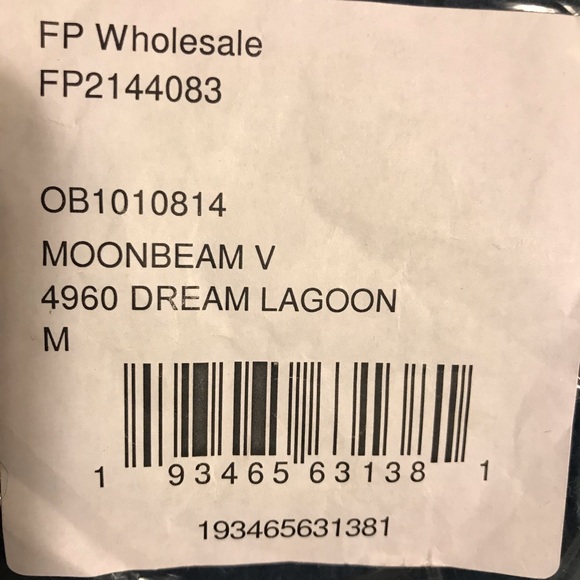 FP Wholesale
FP2144083
OB1010814
MOONBEAM V
4960 DREAM LAGOON
M
1 93465 63138 1
193465631381